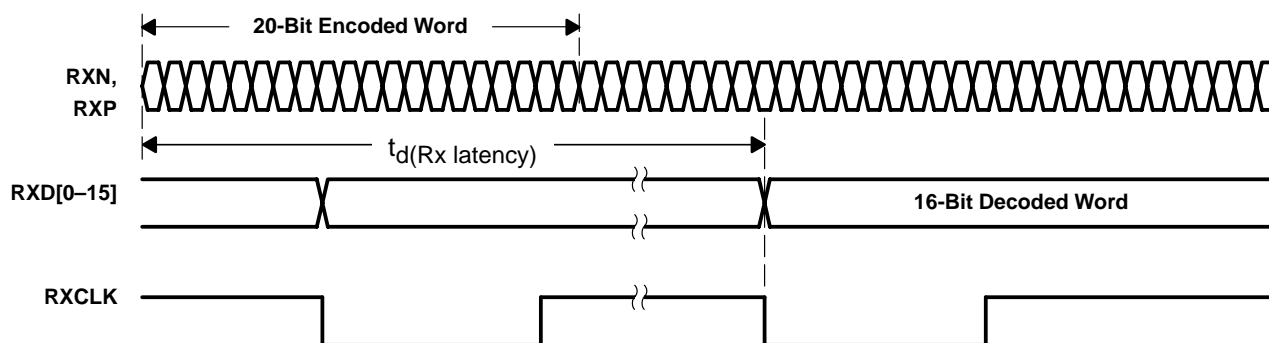 20-Bit Encoded Word
RXN,
RXP
td(Rx latency)
RXD[0–15]
16-Bit Decoded Word
RXCLK